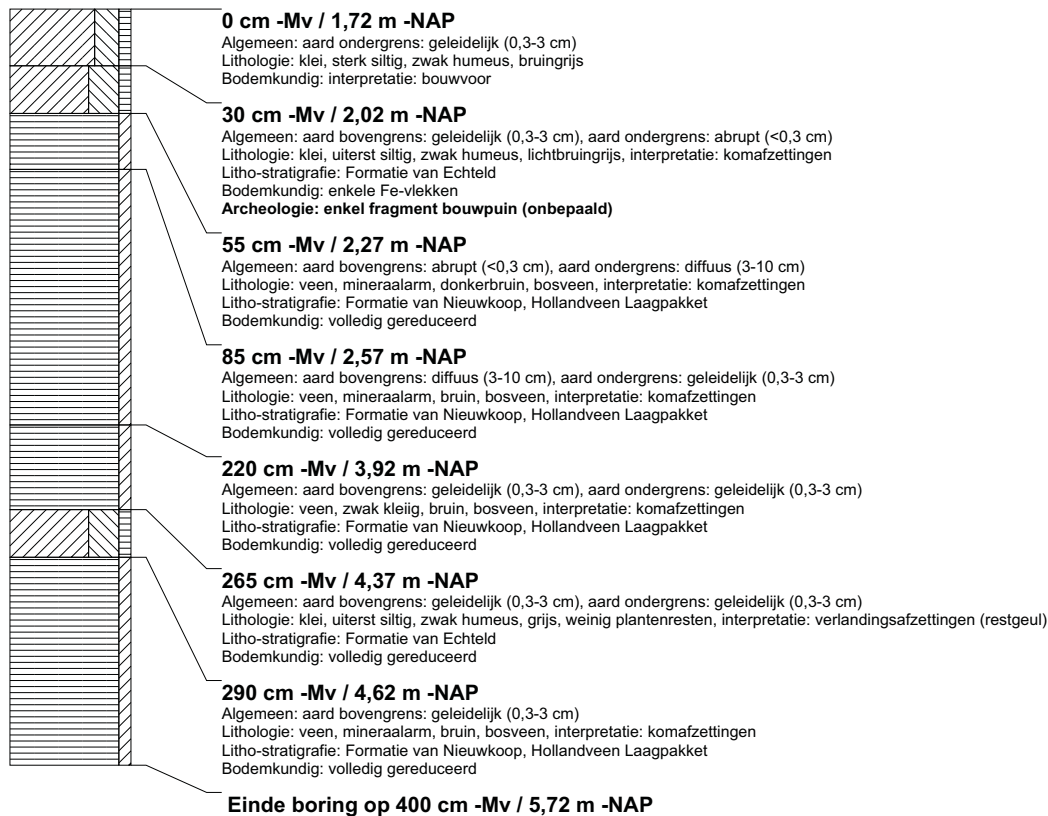 0 cm -Mv / 1,72 m -NAP
Algemeen: aard ondergrens: geleidelijk (0,3-3 cm)
Lithologie: klei, sterk siltig, zwak humeus, bruingrijs
Bodemkundig: interpretatie: bouwvoor
30 cm -Mv / 2,02 m -NAP
Algemeen: aard bovengrens: geleidelijk (0,3-3 cm), aard ondergrens: abrupt (<0,3 cm)
Lithologie: klei, uiterst siltig, zwak humeus, lichtbruingrijs, interpretatie: komafzettingen
Litho-stratigrafie: Formatie van Echteld
Bodemkundig: enkele Fe-vlekken
Archeologie: enkel fragment bouwpuin (onbepaald)
55 cm -Mv / 2,27 m -NAP
Algemeen: aard bovengrens: abrupt (<0,3 cm), aard ondergrens: diffuus (3-10 cm)
Lithologie: veen, mineraalarm, donkerbruin, bosveen, interpretatie: komafzettingen
Litho-stratigrafie: Formatie van Nieuwkoop, Hollandveen Laagpakket
Bodemkundig: volledig gereduceerd
85 cm -Mv / 2,57 m -NAP
Algemeen: aard bovengrens: diffuus (3-10 cm), aard ondergrens: geleidelijk (0,3-3 cm)
Lithologie: veen, mineraalarm, bruin, bosveen, interpretatie: komafzettingen
Litho-stratigrafie: Formatie van Nieuwkoop, Hollandveen Laagpakket
Bodemkundig: volledig gereduceerd
220 cm -Mv / 3,92 m -NAP
Algemeen: aard bovengrens: geleidelijk (0,3-3 cm), aard ondergrens: geleidelijk (0,3-3 cm)
Lithologie: veen, zwak kleiig, bruin, bosveen, interpretatie: komafzettingen
Litho-stratigrafie: Formatie van Nieuwkoop, Hollandveen Laagpakket
Bodemkundig: volledig gereduceerd
265 cm -Mv / 4,37 m -NAP
Algemeen: aard bovengrens: geleidelijk (0,3-3 cm), aard ondergrens: geleidelijk (0,3-3 cm)
Lithologie: klei, uiterst siltig, zwak humeus, grijs, weinig plantenresten, interpretatie: verlandingsafzettingen (restgeul)
Litho-stratigrafie: Formatie van Echteld
Bodemkundig: volledig gereduceerd
290 cm -Mv / 4,62 m -NAP
Algemeen: aard bovengrens: geleidelijk (0,3-3 cm)
Lithologie: veen, mineraalarm, bruin, bosveen, interpretatie: komafzettingen
Litho-stratigrafie: Formatie van Nieuwkoop, Hollandveen Laagpakket
Bodemkundig: volledig gereduceerd
Einde boring op 400 cm -Mv / 5,72 m -NAP